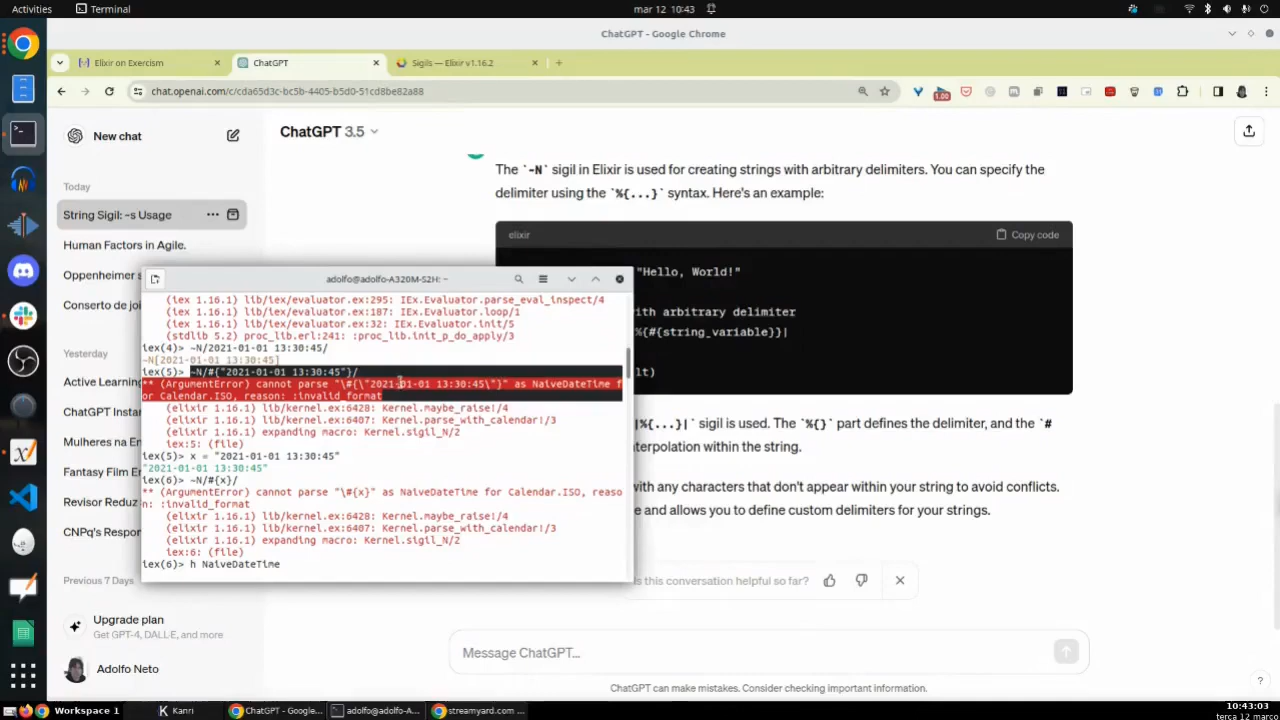 Activities
Terminal
mar 12 10:43
ChatGPT - Google Chrome
Elixir on Exercism
ChatGPT
Sigils — Elixir v1.16.2
chat.openai.com/c/cda65d3c-bc5b-4405-b5d0-51cd8be82a88
1.00
New chat
ChatGPT 3.5
Today
String Sigil: ~s Usage
Human Factors in Agile.
Oppenheimer s
Conserto de jo
Yesterday
Active Learning
ChatGPT Instan
Mulheres na En
Fantasy Film E
Revisor Reduz
CNPq's Respor
Previous 7 Days
Upgrade plan
Get GPT-4, DALL·E, and more
Adolfo Neto
The `~N` sigil in Elixir is used for creating strings with arbitrary delimiters. You can specify the
delimiter using the `%{...}` syntax. Here's an example:
elixir
Copy code
"Hello, World!"
ith arbitrary delimiter
%{#{string_variable}}|
lt)
|%{...}|` sigil is used. The `%{}` part defines the delimiter, and the `#
terpolation within the string.
with any characters that don't appear within your string to avoid conflicts.
e and allows you to define custom delimiters for your strings.
Is this conversation helpful so far?
Message ChatGPT...
ChatGPT can make mistakes. Consider checking important information.
?
adolfo@adolfo-A320M-S2H: ~
(iex 1.16.1) lib/iex/evaluator.ex:295: IEx.Evaluator.parse_eval_inspect/4
(iex 1.16.1) lib/iex/evaluator.ex:187: IEx.Evaluator.loop/1
(iex 1.16.1) lib/iex/evaluator.ex:32: IEx.Evaluator.init/5
(stdlib 5.2) proc_lib.erl:241: :proc_lib.init_p_do_apply/3
iex(4)> ~N/2021-01-01 13:30:45/
~N[2021-01-01 13:30:45]
iex(5)> ~N/#{"2021-01-01 13:30:45"}/
** (ArgumentError) cannot parse "\#{\"2021-01-01 13:30:45\"}" as NaiveDateTime f
or Calendar.ISO, reason: :invalid_format
(elixir 1.16.1) lib/kernel.ex:6428: Kernel.maybe_raise!/4
(elixir 1.16.1) lib/kernel.ex:6407: Kernel.parse_with_calendar!/3
(elixir 1.16.1) expanding macro: Kernel.sigil_N/2
iex:5: (file)
iex(5)> x = "2021-01-01 13:30:45"
"2021-01-01 13:30:45"
iex(6)> ~N/#{x}/
** (ArgumentError) cannot parse "\#{x}" as NaiveDateTime for Calendar.ISO, reaso
n: :invalid_format
(elixir 1.16.1) lib/kernel.ex:6428: Kernel.maybe_raise!/4
(elixir 1.16.1) lib/kernel.ex:6407: Kernel.parse_with_calendar!/3
(elixir 1.16.1) expanding macro: Kernel.sigil_N/2
iex:6: (file)
iex(6)> h NaiveDateTime
Workspace 1
Kanri
ChatGPT - Google...
adolfo@adolfo-A...
streamyard.com ...
10:43:03
terça 12 março